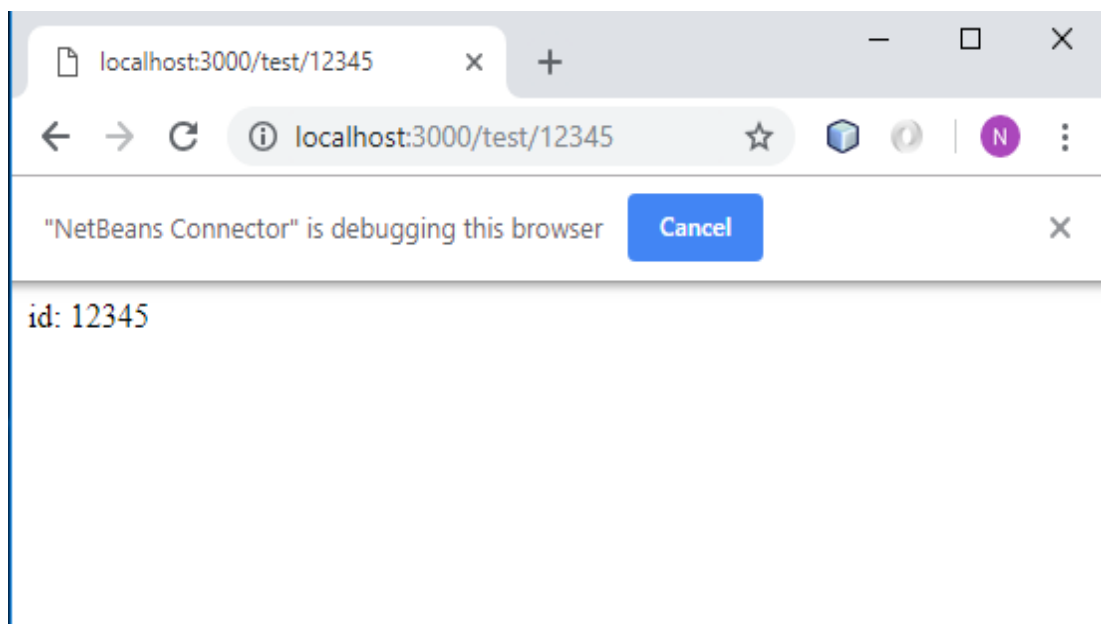 localhost:3000/test/12345
localhost:3000/test/12345
N
"NetBeans Connector" is debugging this browser Cancel
id: 12345